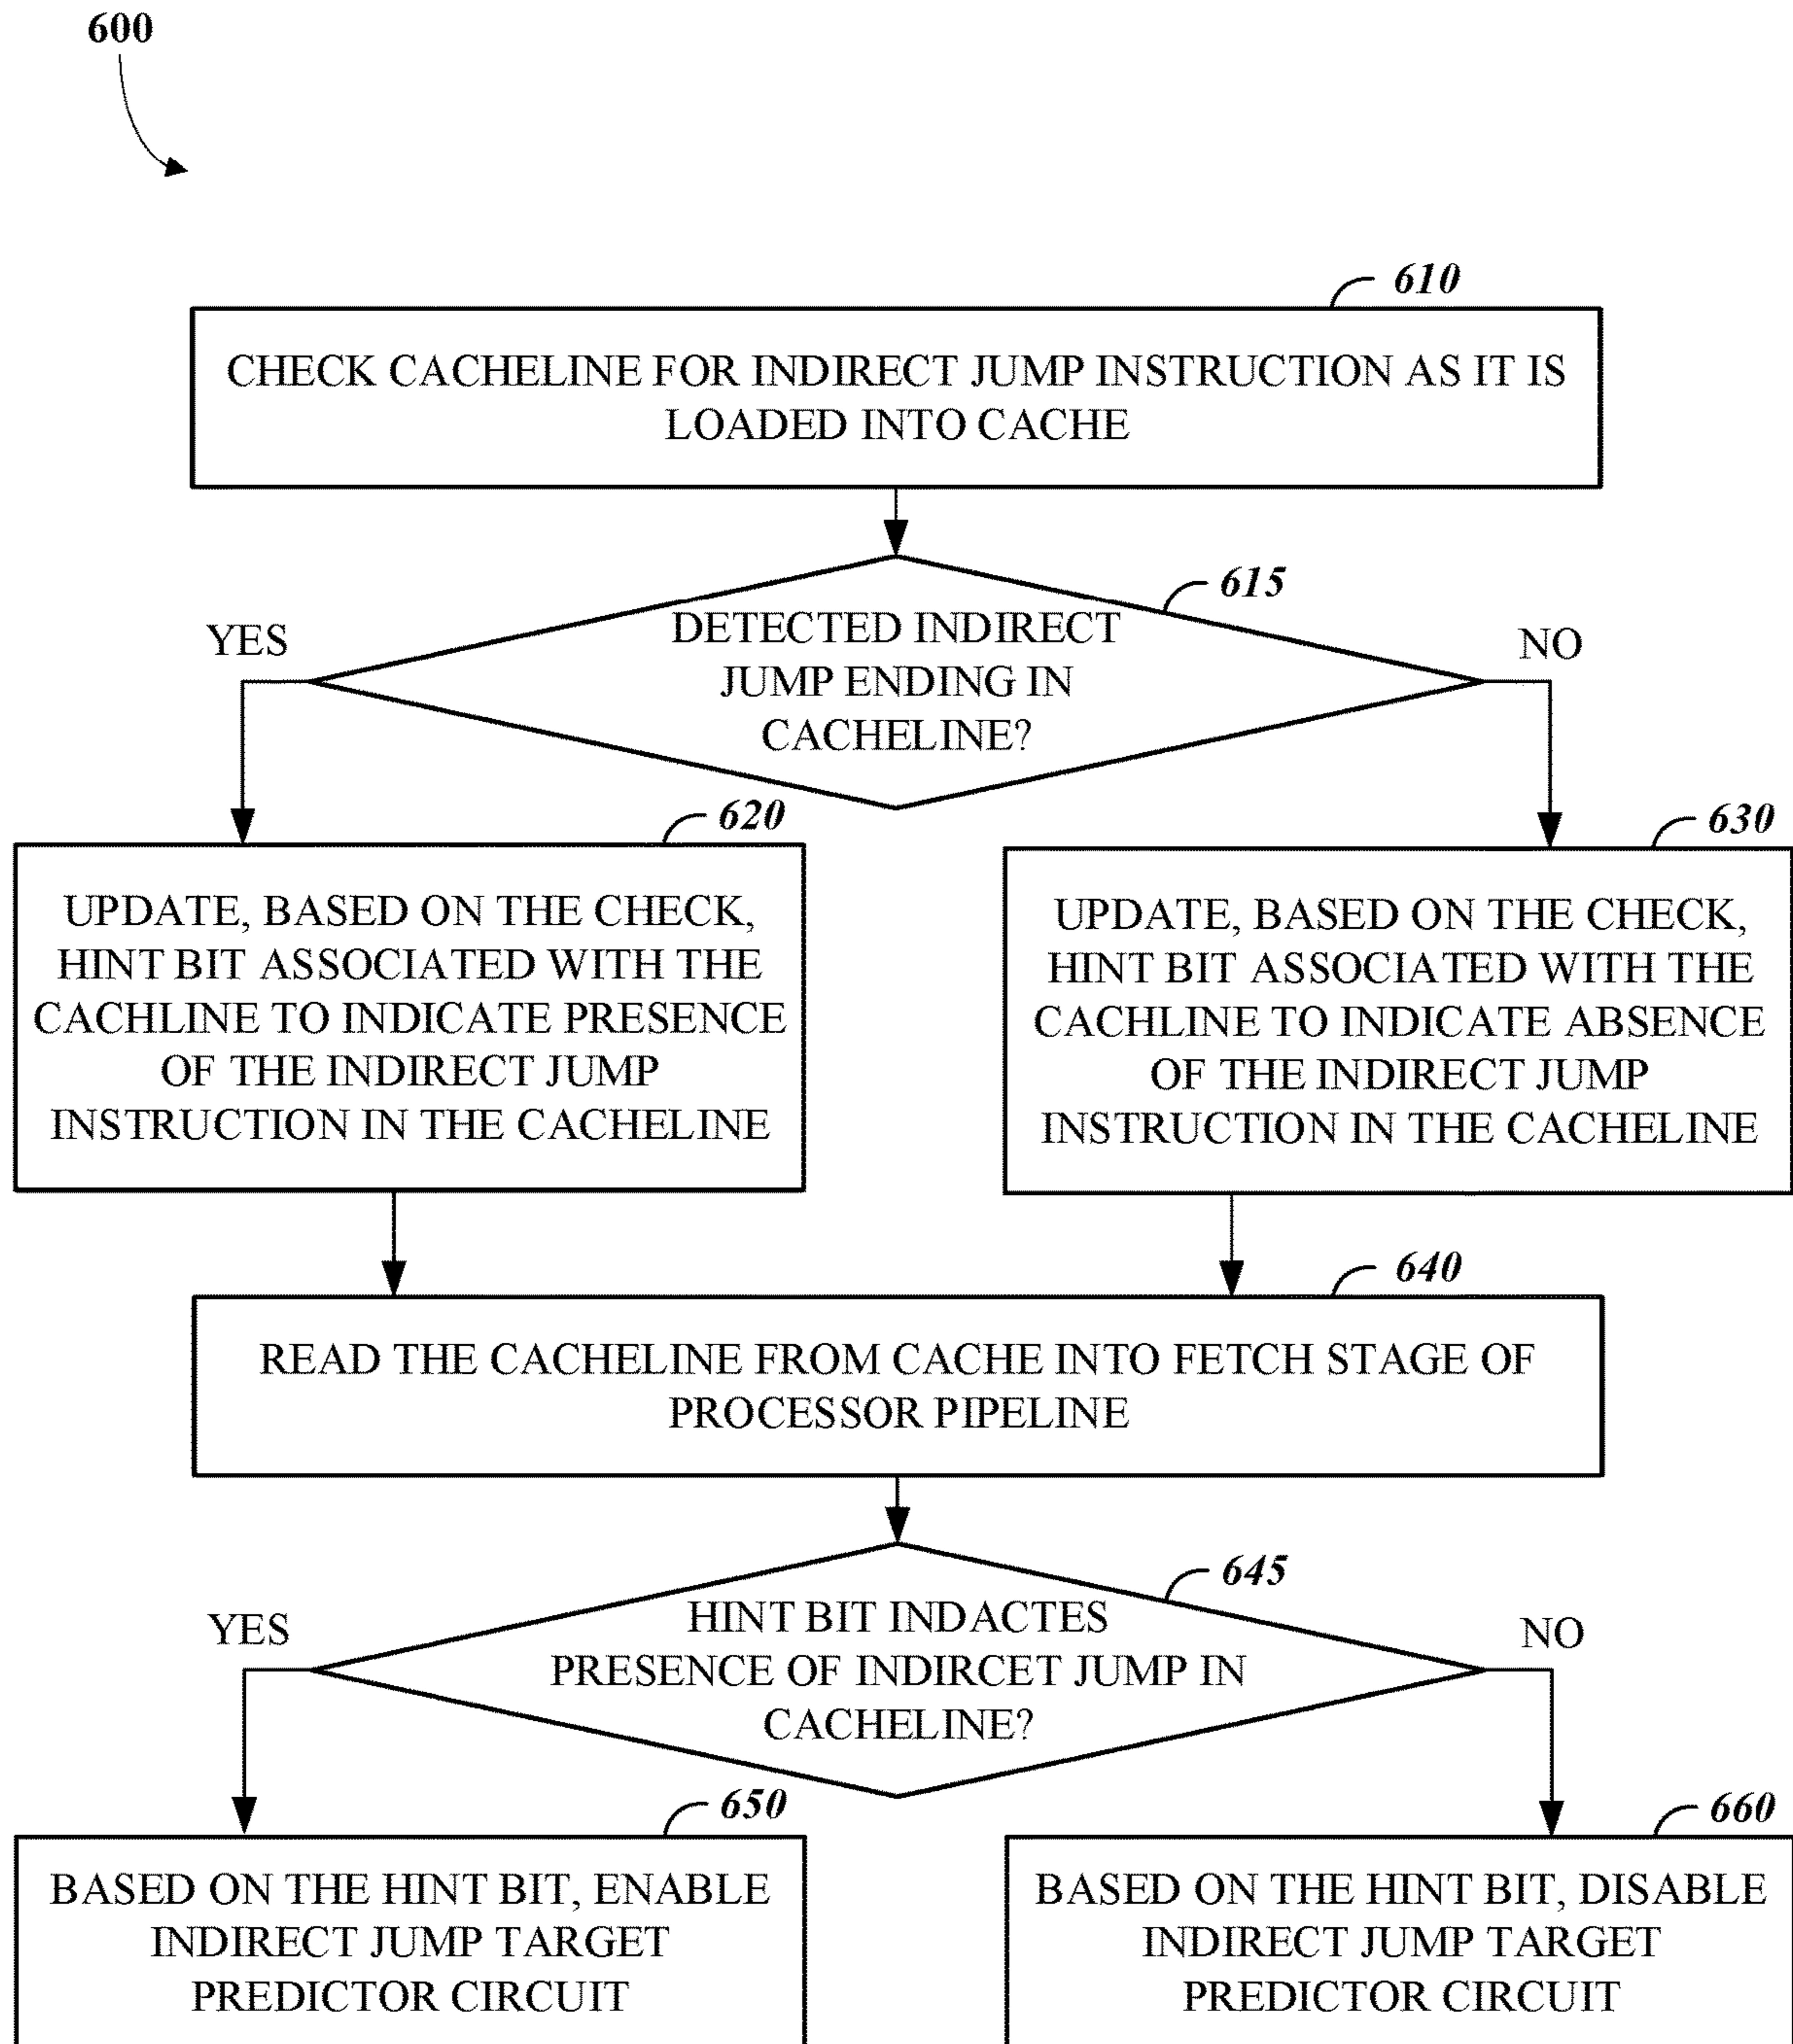 600
610
CHECK CACHELINE FOR INDIRECT JUMP INSTRUCTION AS IT IS
LOADED INTO CACHE
615
DETECTED INDIRECT
JUMP ENDING IN
CACHELINE?
YES
NO
620
UPDATE, BASED ON THE CHECK,
HINT BIT ASSOCIATED WITH THE
CACHLINE TO INDICATE PRESENCE
OF THE INDIRECT JUMP
INSTRUCTION IN THE CACHELINE
630
UPDATE, BASED ON THE CHECK,
HINT BIT ASSOCIATED WITH THE
CACHLINE TO INDICATE ABSENCE
OF THE INDIRECT JUMP
INSTRUCTION IN THE CACHELINE
640
READ THE CACHELINE FROM CACHE INTO FETCH STAGE OF
PROCESSOR PIPELINE
645
HINT BIT INDACTES
PRESENCE OF INDIRCET JUMP IN
CACHELINE?
YES
NO
650
BASED ON THE HINT BIT, ENABLE
INDIRECT JUMP TARGET
PREDICTOR CIRCUIT
660
BASED ON THE HINT BIT, DISABLE
INDIRECT JUMP TARGET
PREDICTOR CIRCUIT